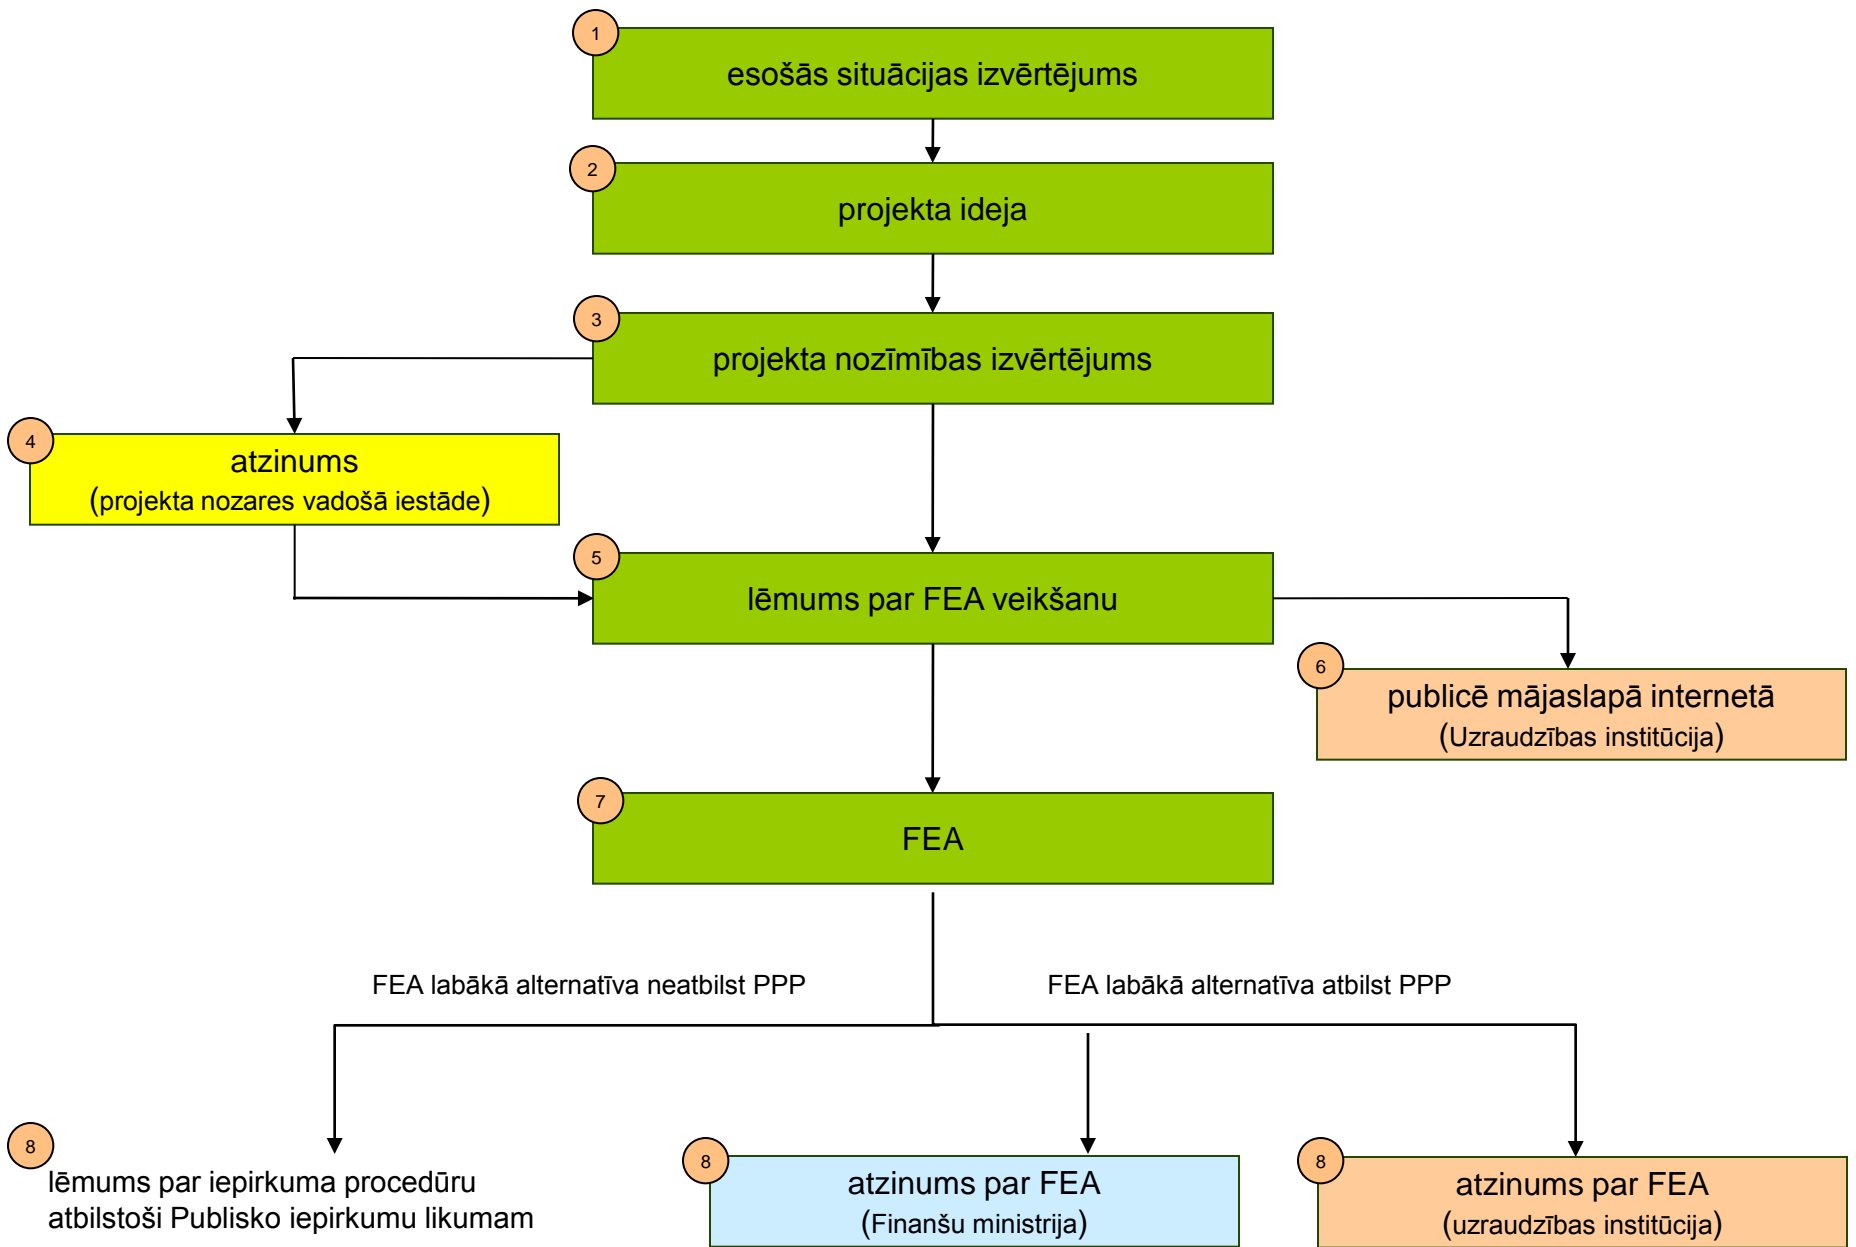 1
esošās situācijas izvērtējums
2
projekta ideja
3
projekta nozīmības izvērtējums
4
atzinums
(projekta nozares vadošā iestāde)
5
lēmums par FEA veikšanu
6
publicē mājaslapā internetā
(Uzraudzības institūcija)
7
FEA
FEA labākā alternatīva neatbilst PPP
FEA labākā alternatīva atbilst PPP
8
lēmums par iepirkuma procedūru
atbilstoši Publisko iepirkumu likumam
8
atzinums par FEA
(Finanšu ministrija)
8
atzinums par FEA
(uzraudzības institūcija)